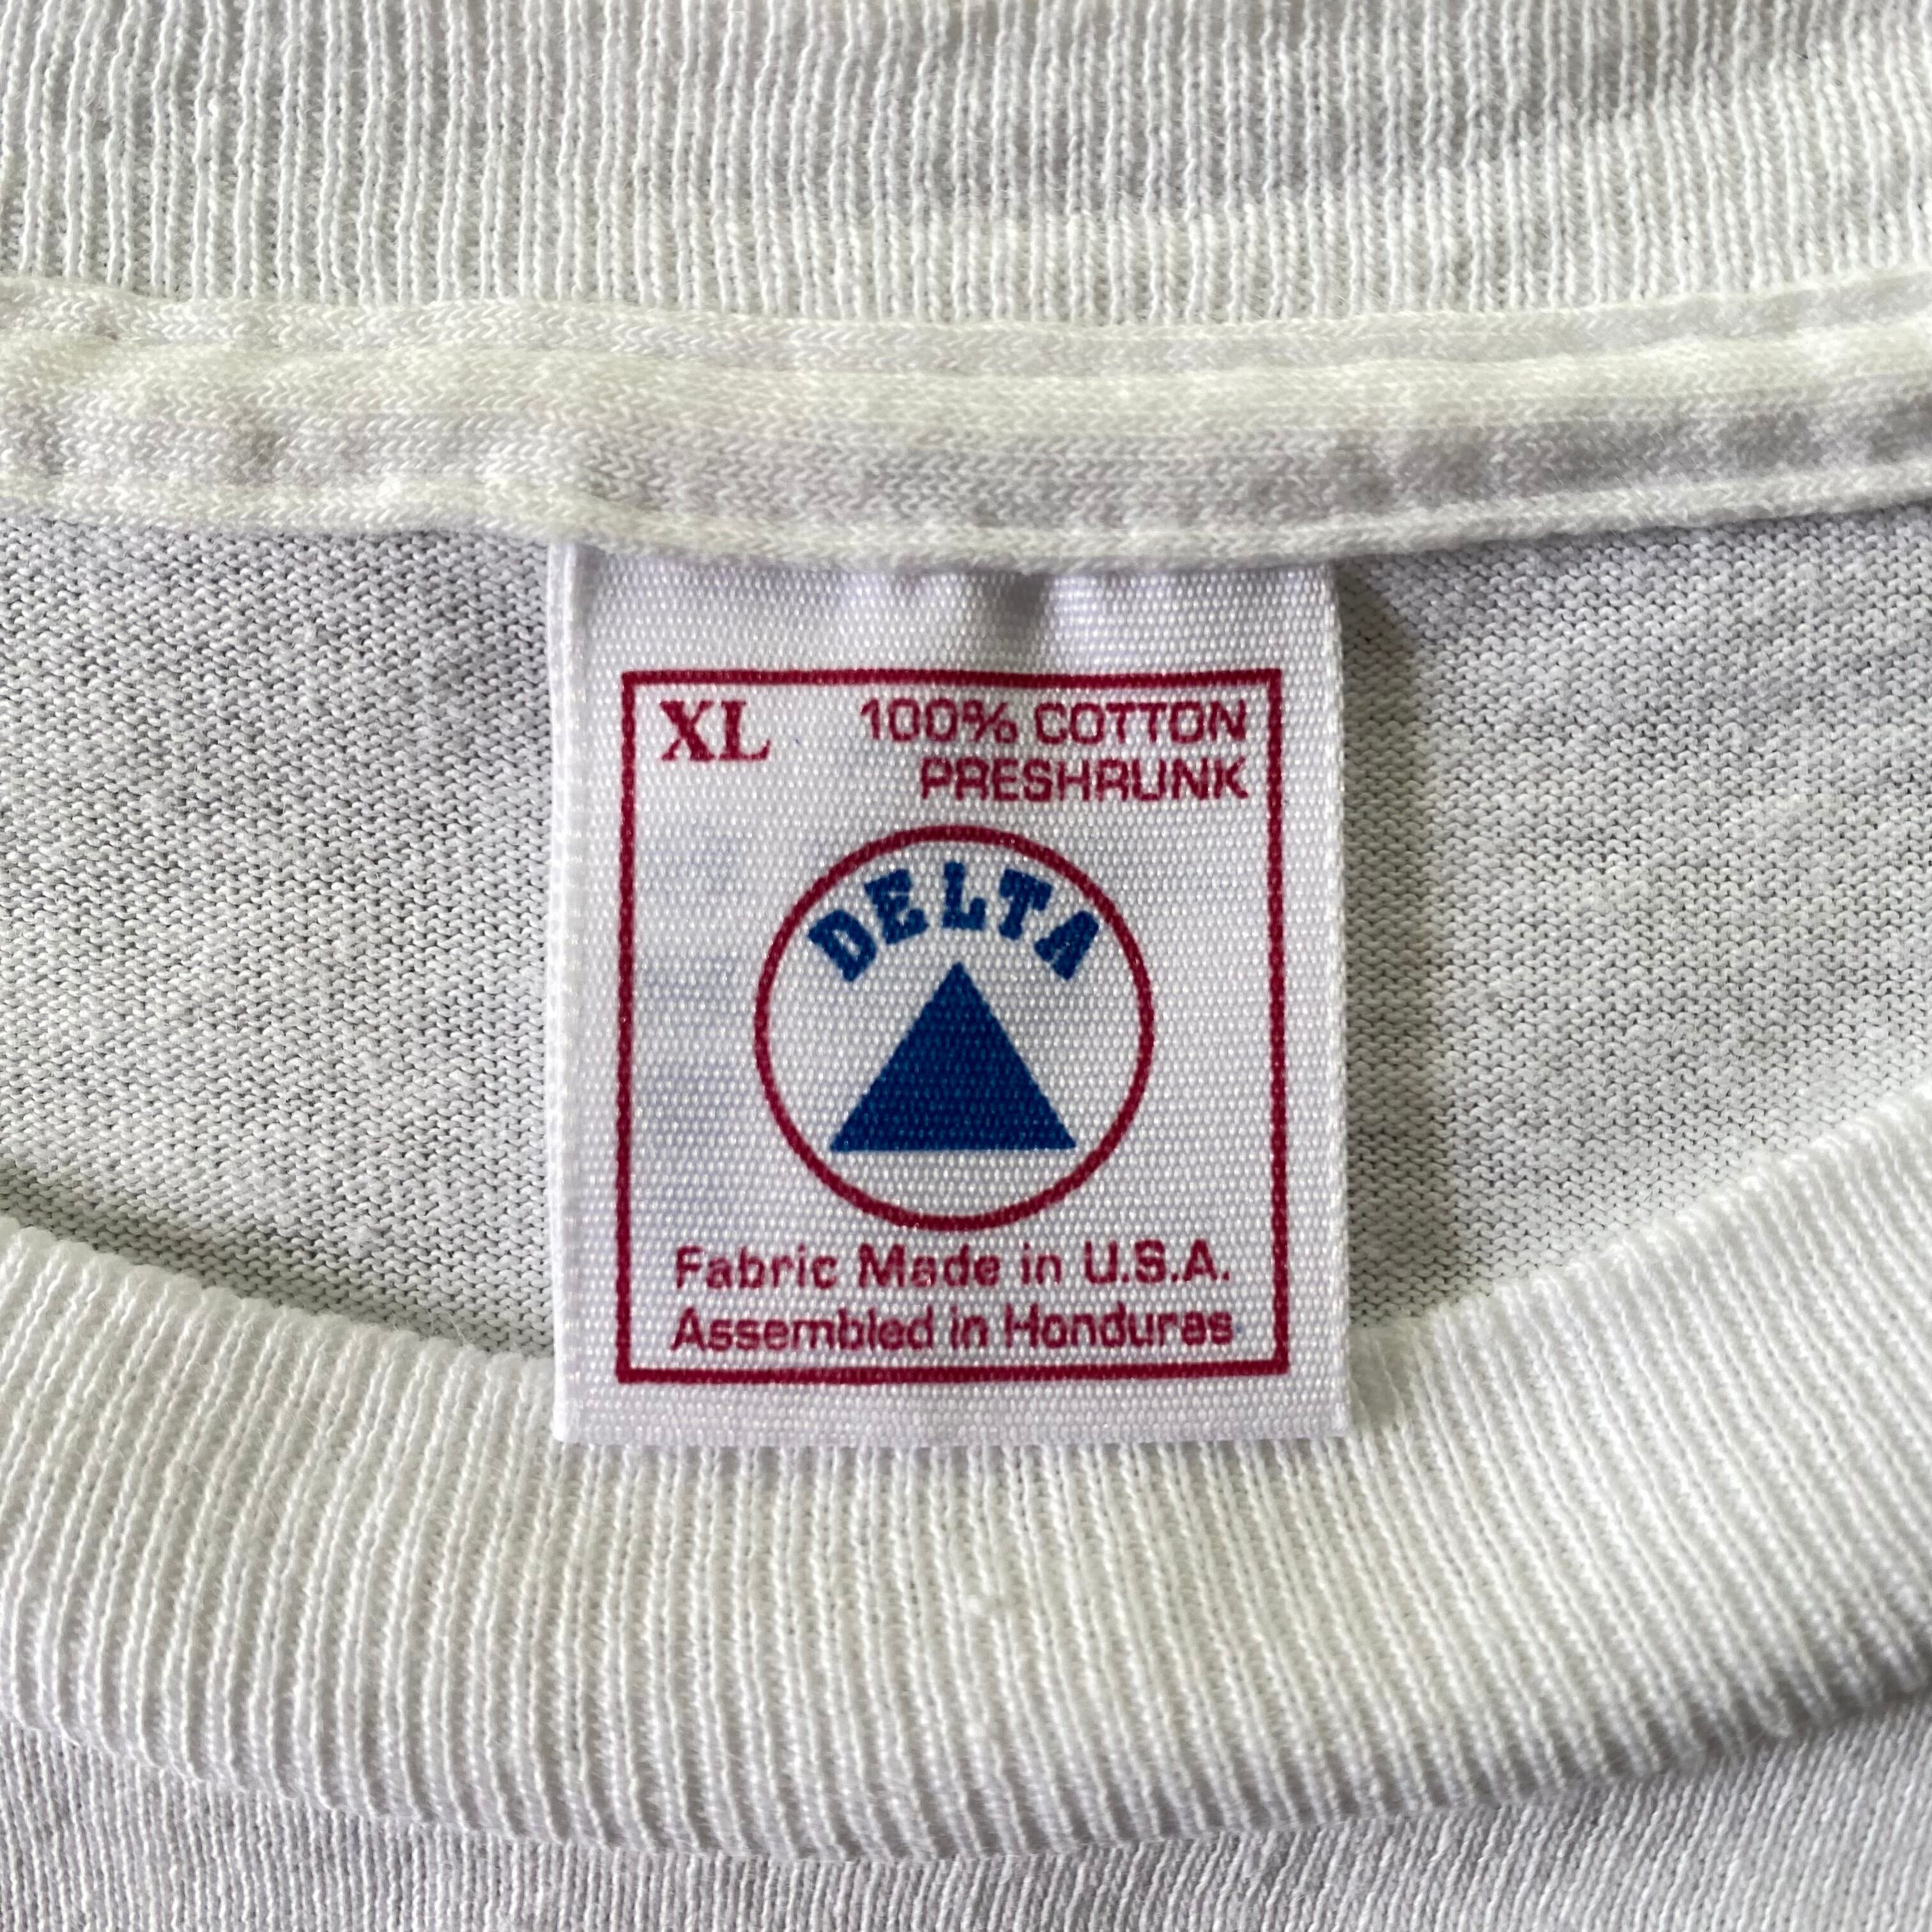 XL
100% COTTON
PRESHRUNK
DELTA
Fabric Made in U.S.A.
Assembled in Honduras